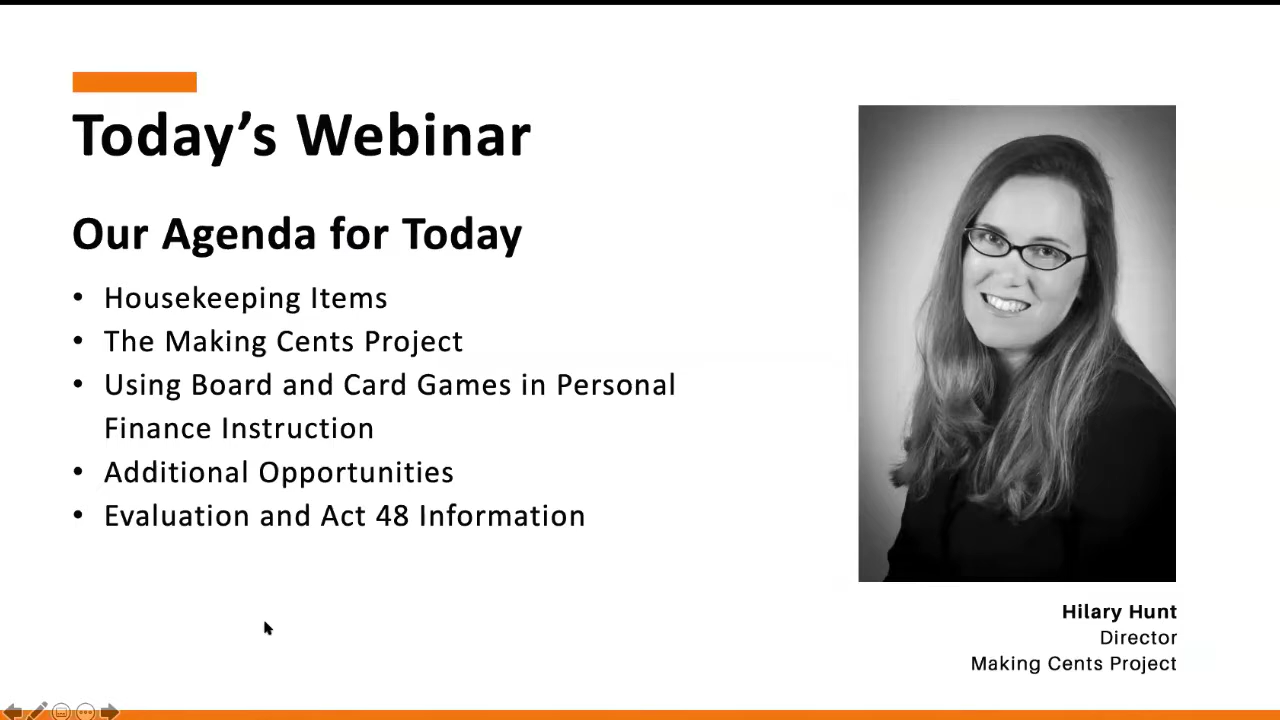 Today’s Webinar
Our Agenda for Today
• Housekeeping Items
• The Making Cents Project
• Using Board and Card Games in Personal
Finance Instruction
• Additional Opportunities
• Evaluation and Act 48 Information
Hilary Hunt
Director
Making Cents Project